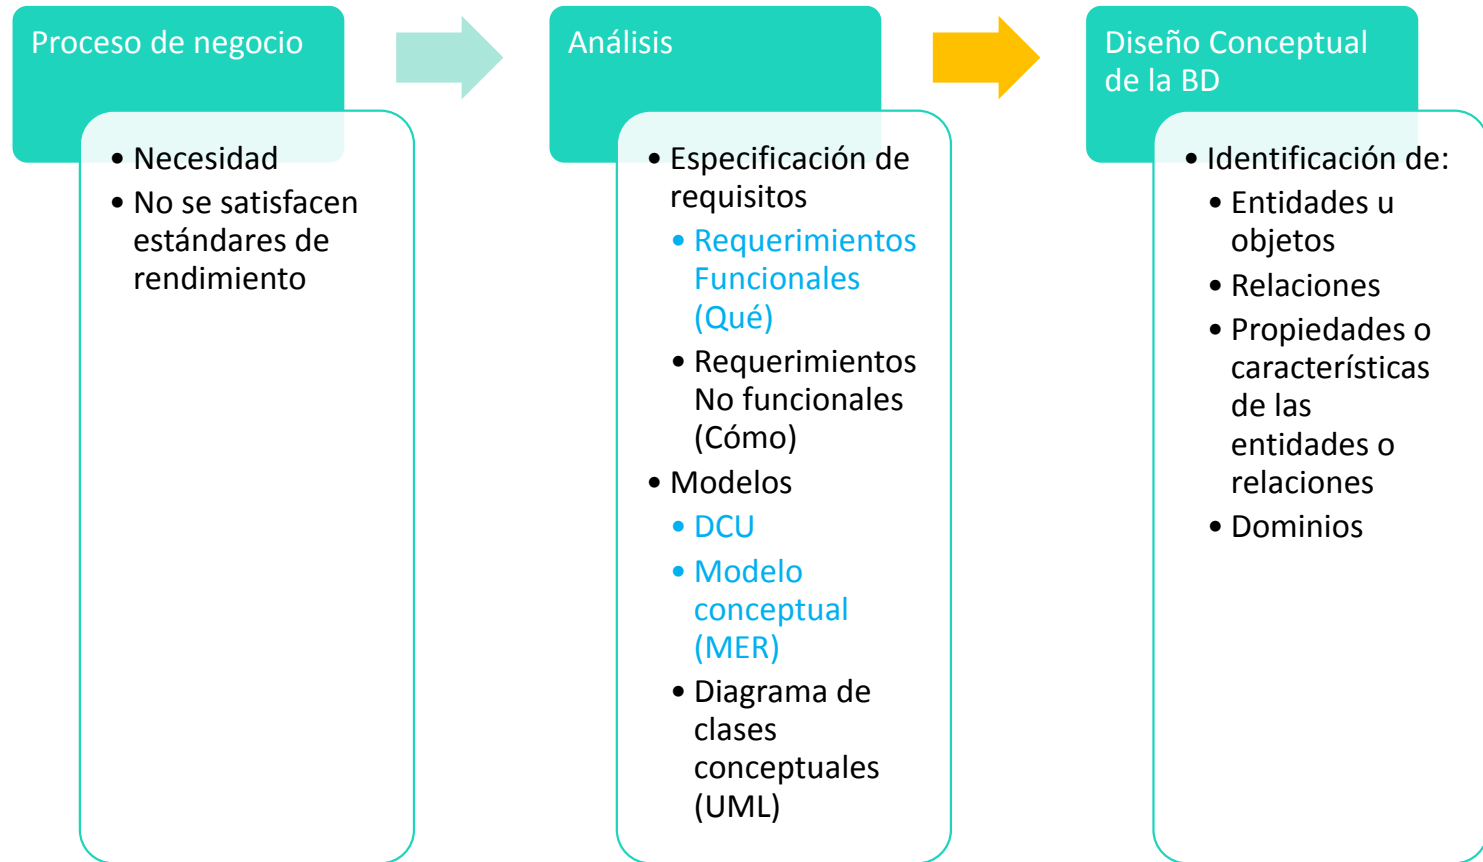 Proceso de negocio
• Necesidad
• No se satisfacen
estándares de
rendimiento
Análisis
• Especificación de
requisitos
• Requerimientos
Funcionales
(Qué)
• Requerimientos
No funcionales
(Cómo)
• Modelos
• DCU
• Modelo
conceptual
(MER)
• Diagrama de
clases
conceptuales
(UML)
Diseño Conceptual
de la BD
• Identificación de:
• Entidades u
objetos
• Relaciones
• Propiedades o
características
de las
entidades o
relaciones
• Dominios